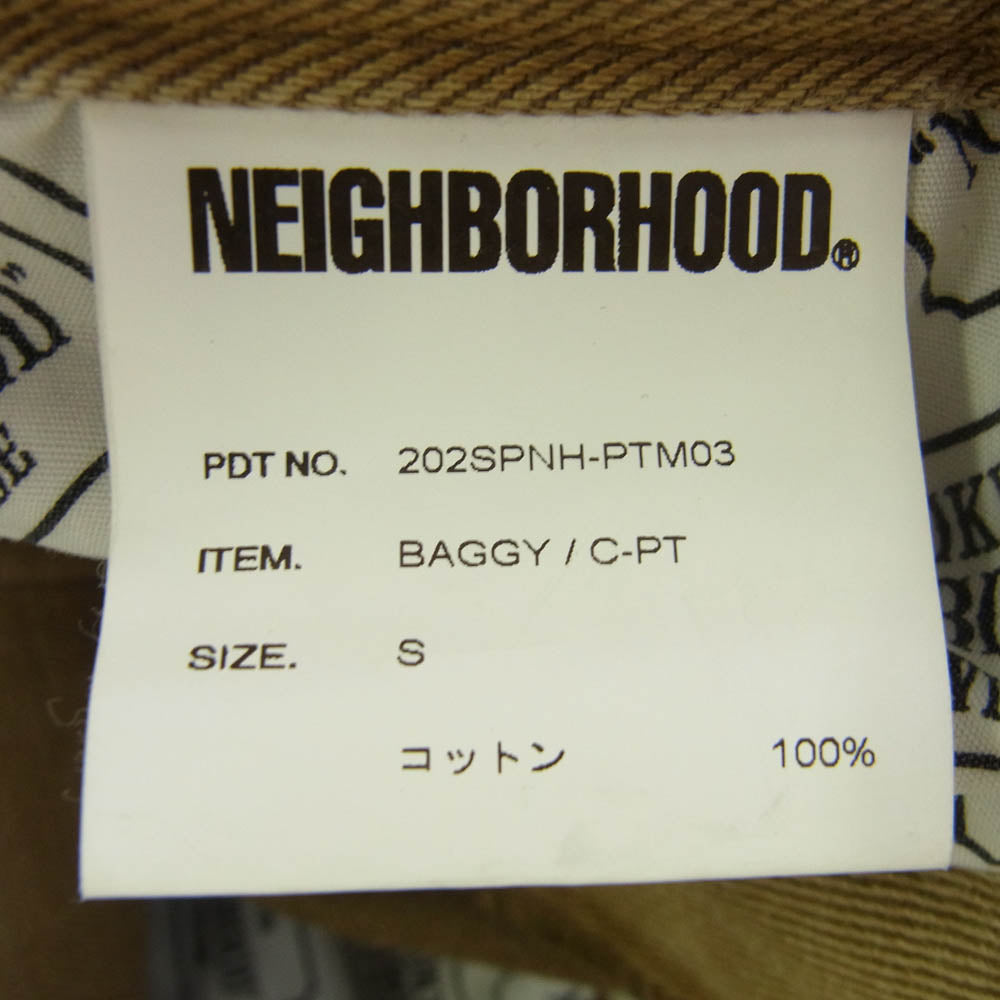 NEIGHBORHOOD®
PDT NO. 202SPNH-PTM03
ITEM. BAGGY / C-PT
SIZE. S
コットン 100%